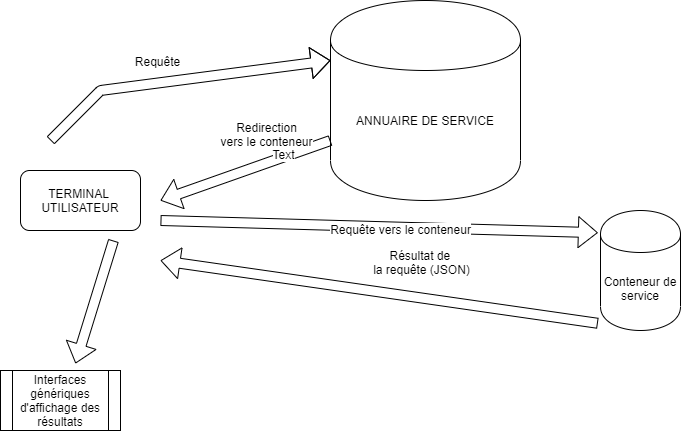 Requête
ANNUAIRE DE SERVICE
Redirection
vers le conteneur
Text
TERMINAL
UTILISATEUR
Requête vers le conteneur
Résultat de
la requête (JSON)
Conteneur de
service
Interfaces
génériques
d'affichage des
résultats